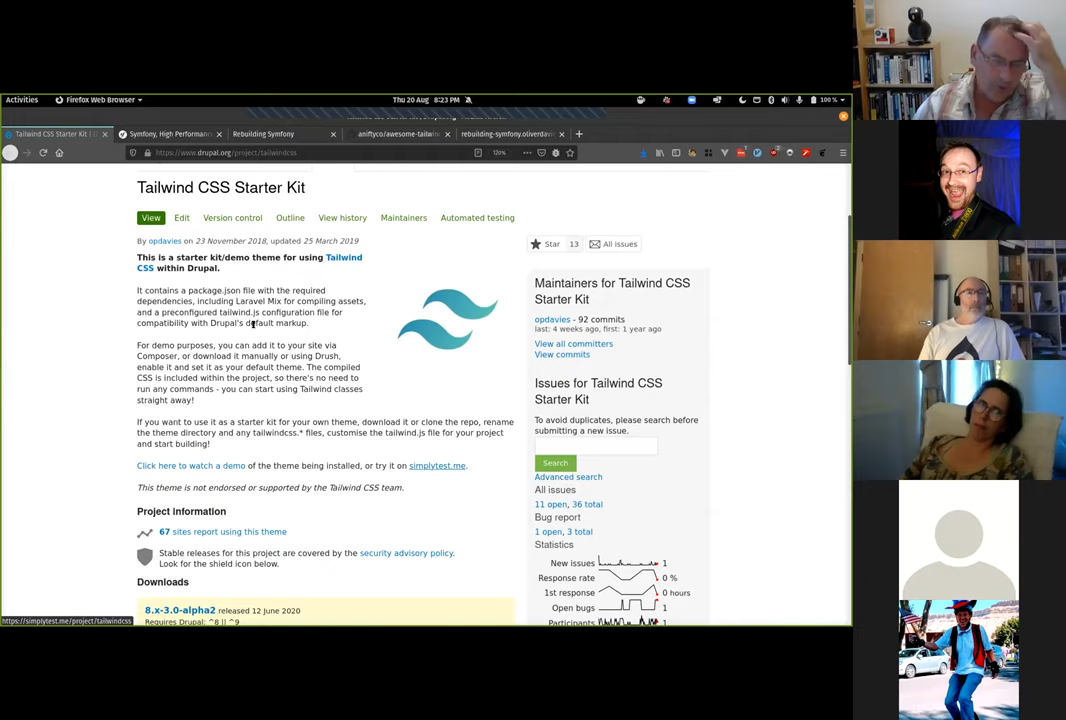 Activities
Firefox Web Browser
Thu 20 Aug 8:23 PM
100 %
Tailwind CSS Starter Kit | D
Symfony, High Performanc
Rebuilding Symfony
aniftyco/awesome-tailwin
rebuilding-symfony.oliverdavie
https://www.drupal.org/project/tailwindcss
120%
Tailwind CSS Starter Kit
View
Edit
Version control
Outline
View history
Maintainers
Automated testing
By opdavies on 23 November 2018, updated 25 March 2019
This is a starter kit/demo theme for using Tailwind
CSS within Drupal.
It contains a package.json file with the required
dependencies, including Laravel Mix for compiling assets,
and a preconfigured tailwind.js configuration file for
compatibility with Drupal's default markup.
For demo purposes, you can add it to your site via
Composer, or download it manually or using Drush,
enable it and set it as your default theme. The compiled
CSS is included within the project, so there's no need to
run any commands - you can start using Tailwind classes
straight away!
If you want to use it as a starter kit for your own theme, download it or clone the repo, rename
the theme directory and any tailwindcss.* files, customise the tailwind.js file for your project
and start building!
Click here to watch a demo of the theme being installed, or try it on simplytest.me.
This theme is not endorsed or supported by the Tailwind CSS team.
Project information
67 sites report using this theme
Stable releases for this project are covered by the security advisory policy.
Look for the shield icon below.
Downloads
8.x-3.0-alpha2 released 12 June 2020
Requires Drupal: ^8 || ^9
Star 13
All issues
Maintainers for Tailwind CSS
Starter Kit
opdavies - 92 commits
last: 4 weeks ago, first: 1 year ago
View all committers
View commits
Issues for Tailwind CSS
Starter Kit
To avoid duplicates, please search before
submitting a new issue.
Search
Advanced search
All issues
11 open, 36 total
Bug report
1 open, 3 total
Statistics
New issues 1
Response rate 0 %
1st response 0 hours
Open bugs 1
Participants 1
https://simplytest.me/project/tailwindcss